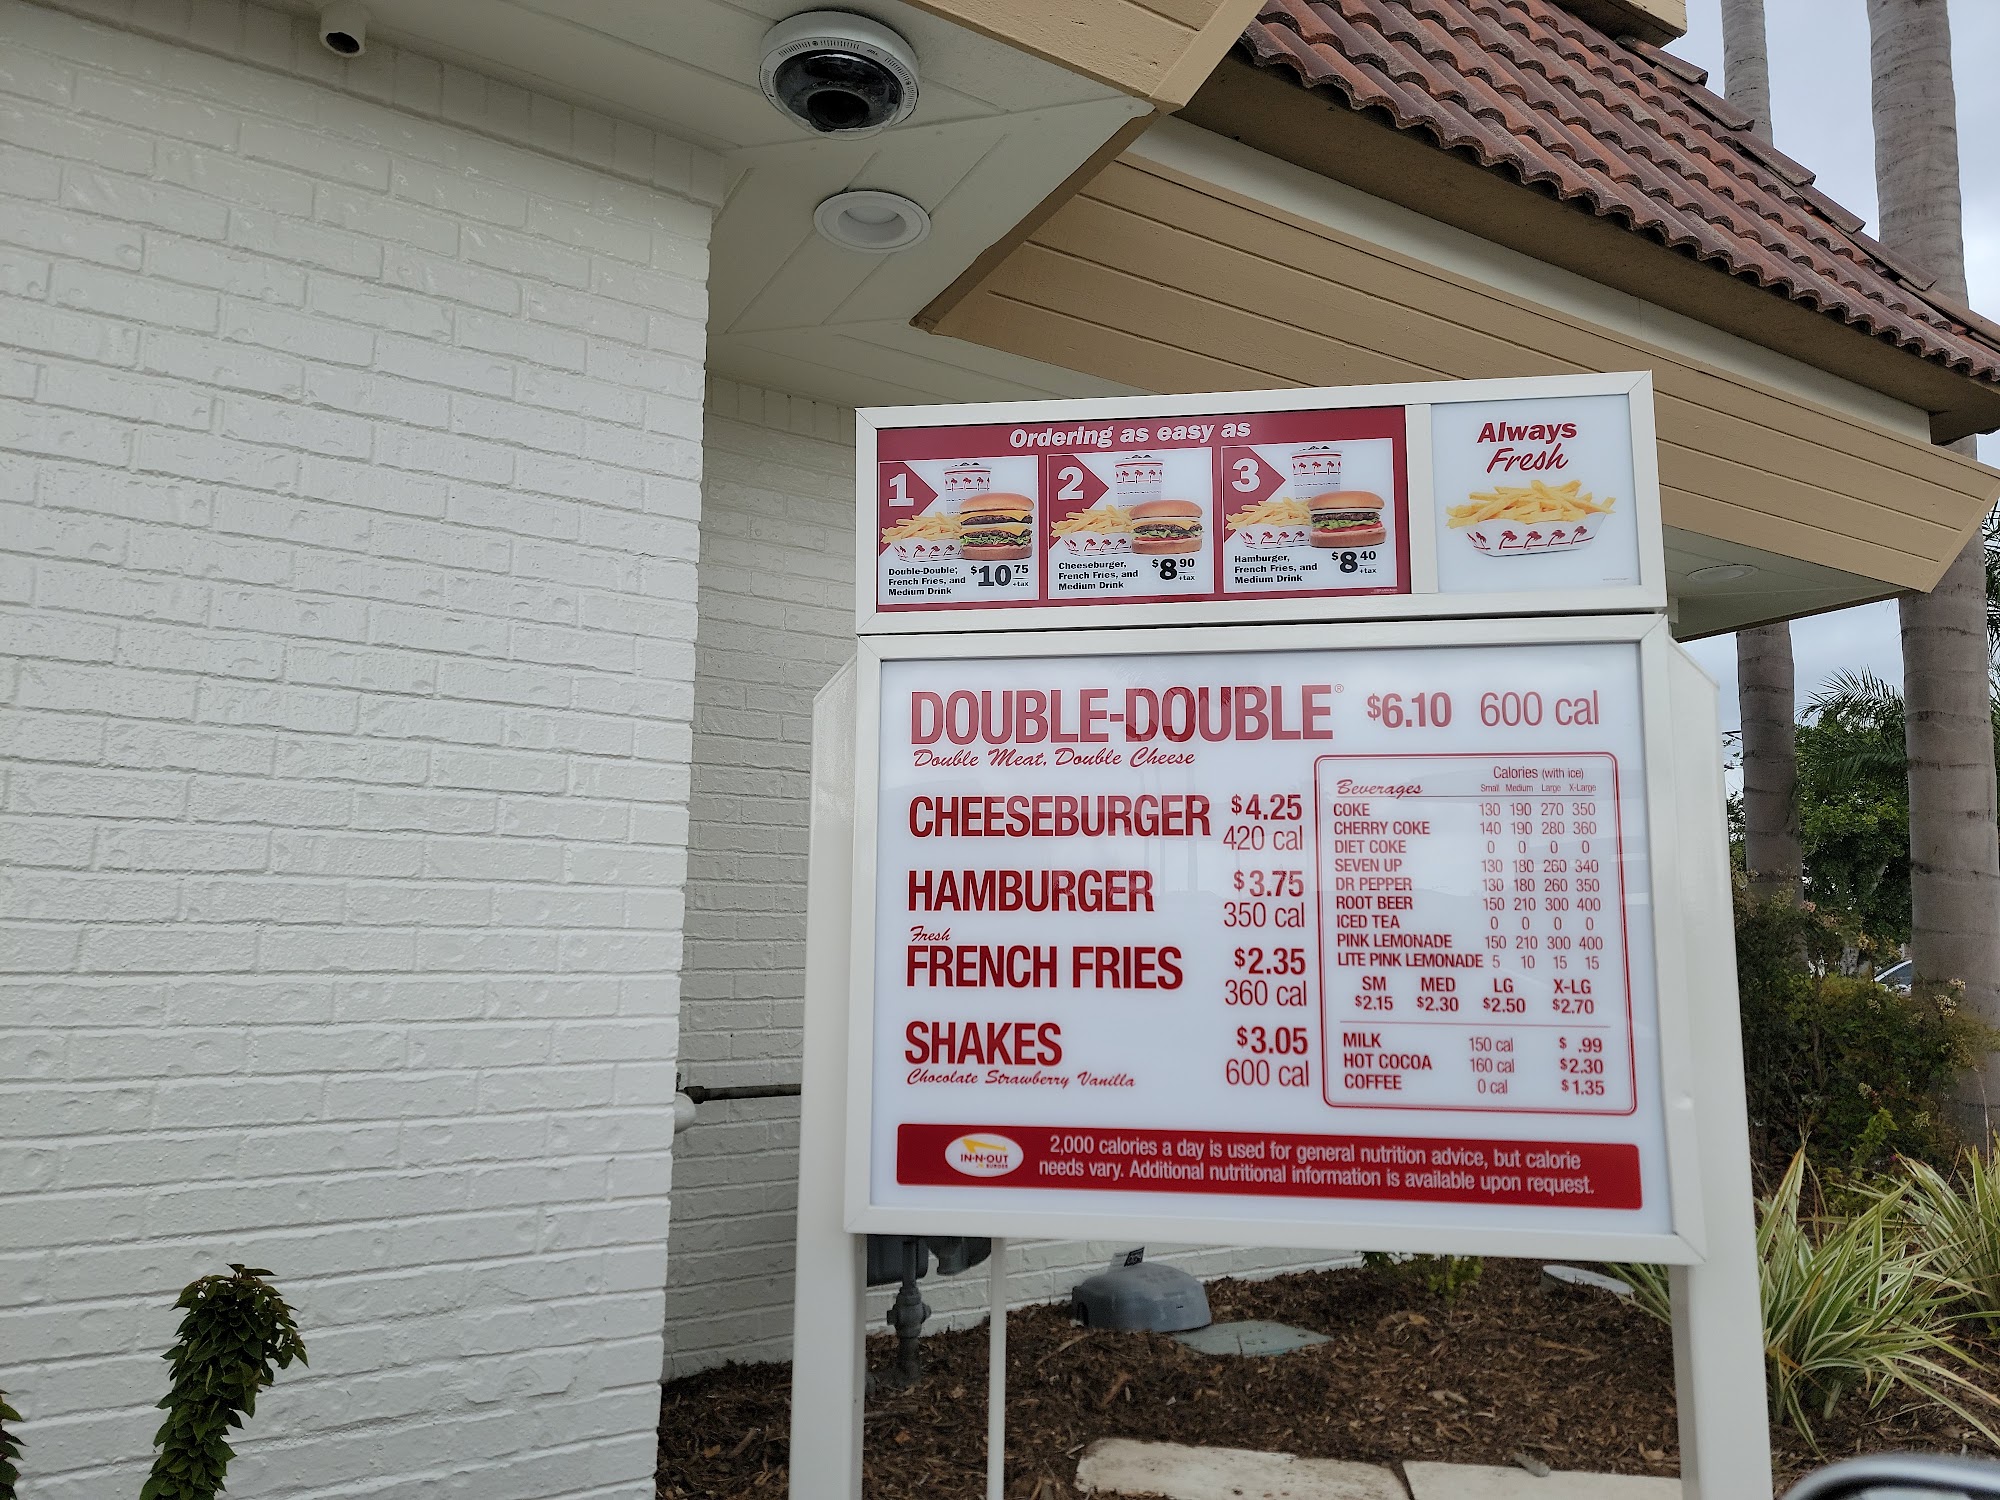 Ordering as easy as
1
Double-Double,
French Fries, and
Medium Drink
$10 75
+tax
2
Cheeseburger,
French Fries, and
Medium Drink
$8 90
+tax
3
Hamburger,
French Fries, and
Medium Drink
$8 40
+tax
Always
Fresh
DOUBLE-DOUBLE® $6.10 600 cal
Double Meat, Double Cheese
CHEESEBURGER $4.25
420 cal
HAMBURGER $3.75
350 cal
Fresh
FRENCH FRIES $2.35
360 cal
SHAKES $3.05
Chocolate Strawberry Vanilla 600 cal
Calories (with ice)
Beverages Small Medium Large X-Large
COKE 130 190 270 350
CHERRY COKE 140 190 280 360
DIET COKE 0 0 0 0
SEVEN UP 130 180 260 340
DR PEPPER 130 180 260 350
ROOT BEER 150 210 300 400
ICED TEA 0 0 0 0
PINK LEMONADE 150 210 300 400
LITE PINK LEMONADE 5 10 15 15
SM MED LG X-LG
$2.15 $2.30 $2.50 $2.70
MILK 150 cal $ .99
HOT COCOA 160 cal $2.30
COFFEE 0 cal $1.35
IN-N-OUT
BURGER
2,000 calories a day is used for general nutrition advice, but calorie
needs vary. Additional nutritional information is available upon request.